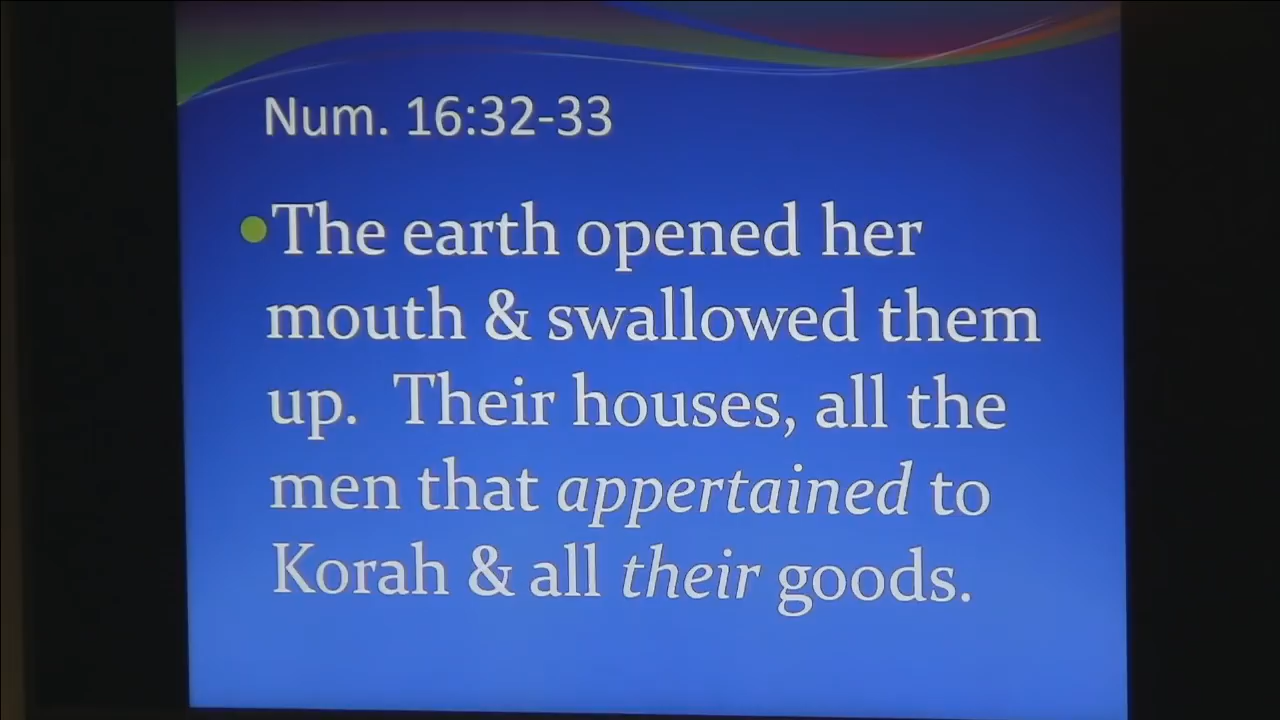 Num. 16:32-33
The earth opened her
mouth & swallowed them
up. Their houses, all the
men that appertained to
Korah & all their goods.